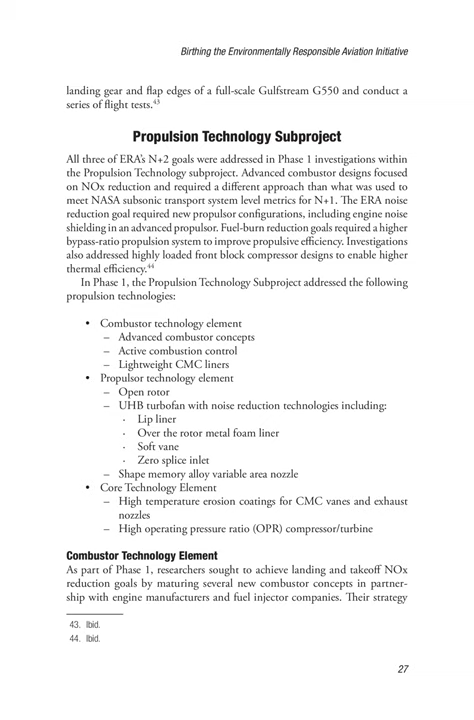 Birthing the Environmentally Responsible Aviation Initiative
landing gear and flap edges of a full-scale Gulfstream G550 and conduct a
series of flight tests.43
Propulsion Technology Subproject
All three of ERA's N+2 goals were addressed in Phase 1 investigations within
the Propulsion Technology subproject. Advanced combustor designs focused
on NOx reduction and required a different approach than what was used to
meet NASA subsonic transport system level metrics for N+1. The ERA noise
reduction goal required new propulsor configurations, including engine noise
shielding in an advanced propulsor. Fuel-burn reduction goals required a higher
bypass-ratio propulsion system to improve propulsive efficiency. Investigations
also addressed highly loaded front block compressor designs to enable higher
thermal efficiency.44
In Phase 1, the Propulsion Technology Subproject addressed the following
propulsion technologies:
• Combustor technology element
– Advanced combustor concepts
– Active combustion control
– Lightweight CMC liners
• Propulsor technology element
– Open rotor
– UHB turbofan with noise reduction technologies including:
· Lip liner
· Over the rotor metal foam liner
· Soft vane
· Zero splice inlet
– Shape memory alloy variable area nozzle
• Core Technology Element
– High temperature erosion coatings for CMC vanes and exhaust
nozzles
– High operating pressure ratio (OPR) compressor/turbine
Combustor Technology Element
As part of Phase 1, researchers sought to achieve landing and takeoff NOx
reduction goals by maturing several new combustor concepts in partner-
ship with engine manufacturers and fuel injector companies. Their strategy
43. Ibid.
44. Ibid.
27